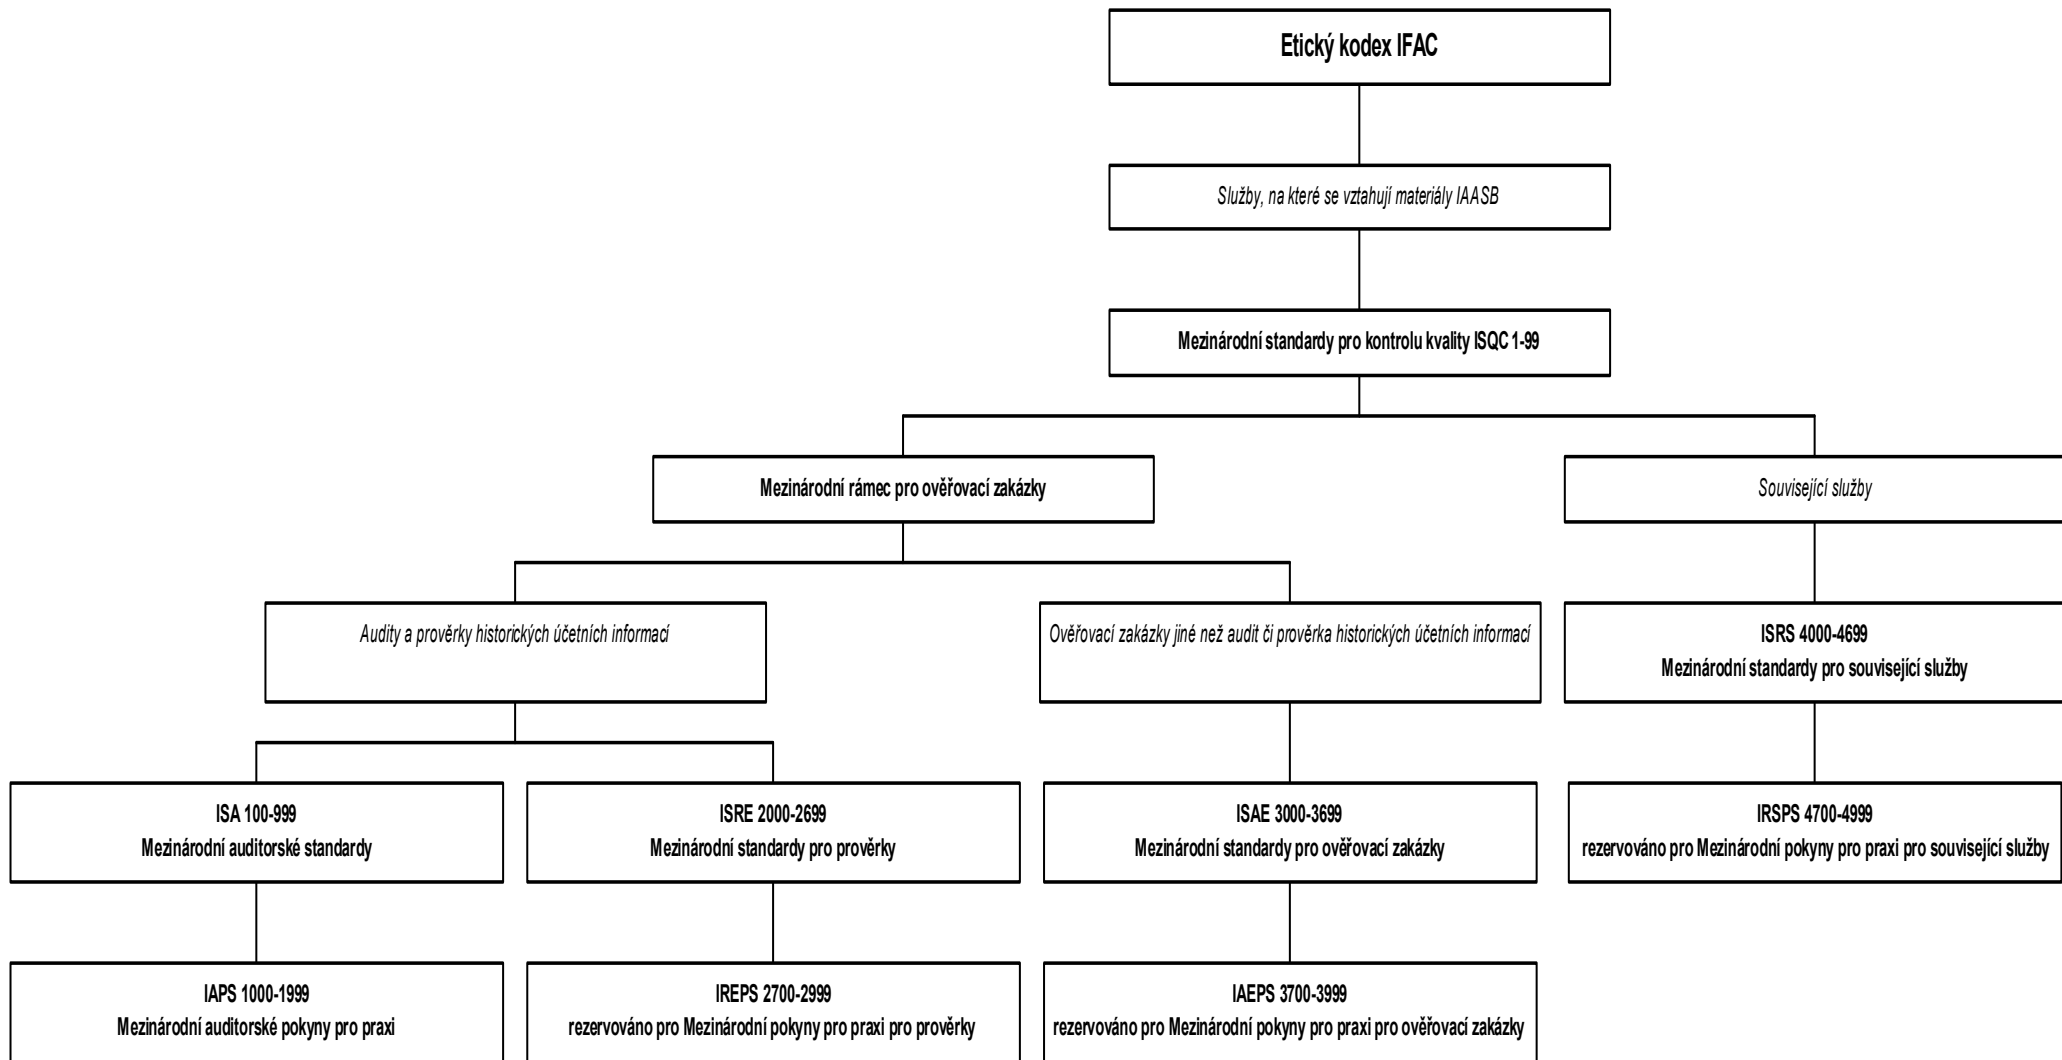 Etický kodex IFAC
Služby, na které se vztahují materiály IAASB
Mezinárodní standardy pro kontrolu kvality ISQC 1-99
Mezinárodní rámec pro ověřovací zakázky
Související služby
Audity a prověrky historických účetních informací
Ověřovací zakázky jiné než audit či prověrka historických účetních informací
ISRS 4000-4699
Mezinárodní standardy pro související služby
ISA 100-999
Mezinárodní auditorské standardy
ISRE 2000-2699
Mezinárodní standardy pro prověrky
ISAE 3000-3699
Mezinárodní standardy pro ověřovací zakázky
IRSPS 4700-4999
rezervováno pro Mezinárodní pokyny pro praxi pro související služby
IAPS 1000-1999
Mezinárodní auditorské pokyny pro praxi
IREPS 2700-2999
rezervováno pro Mezinárodní pokyny pro praxi pro prověrky
IAEPS 3700-3999
rezervováno pro Mezinárodní pokyny pro praxi pro ověřovací zakázky